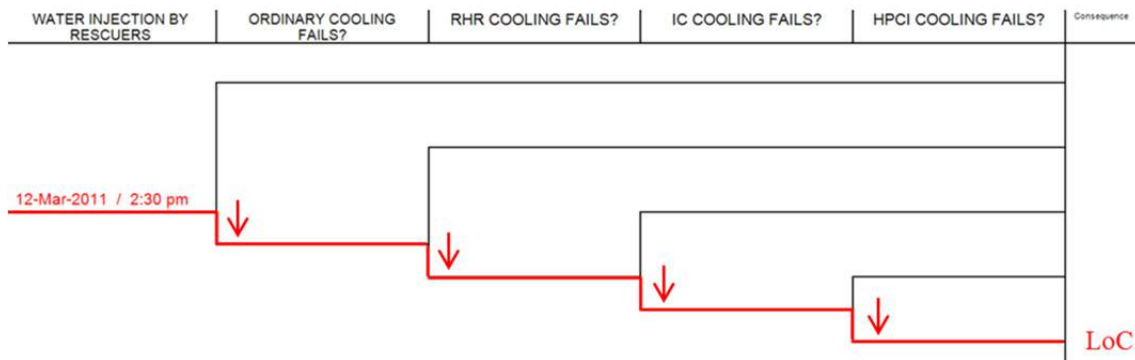 WATER INJECTION BY
RESCUERS
ORDINARY COOLING
FAILS?
RHR COOLING FAILS?
IC COOLING FAILS?
HPCI COOLING FAILS?
Consequence
12-Mar-2011 / 2:30 pm
LoC